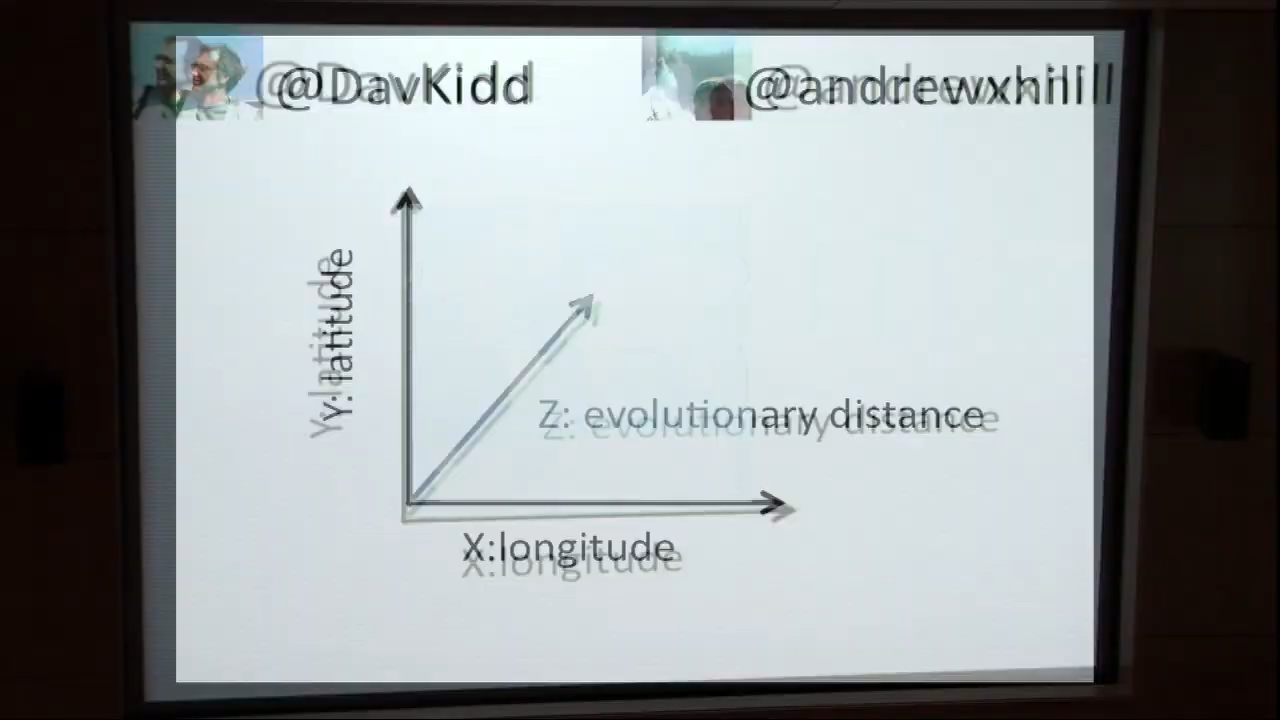 @DavKidd
@andrewxhill
Y: latitude
Z: evolutionary distance
X:longitude